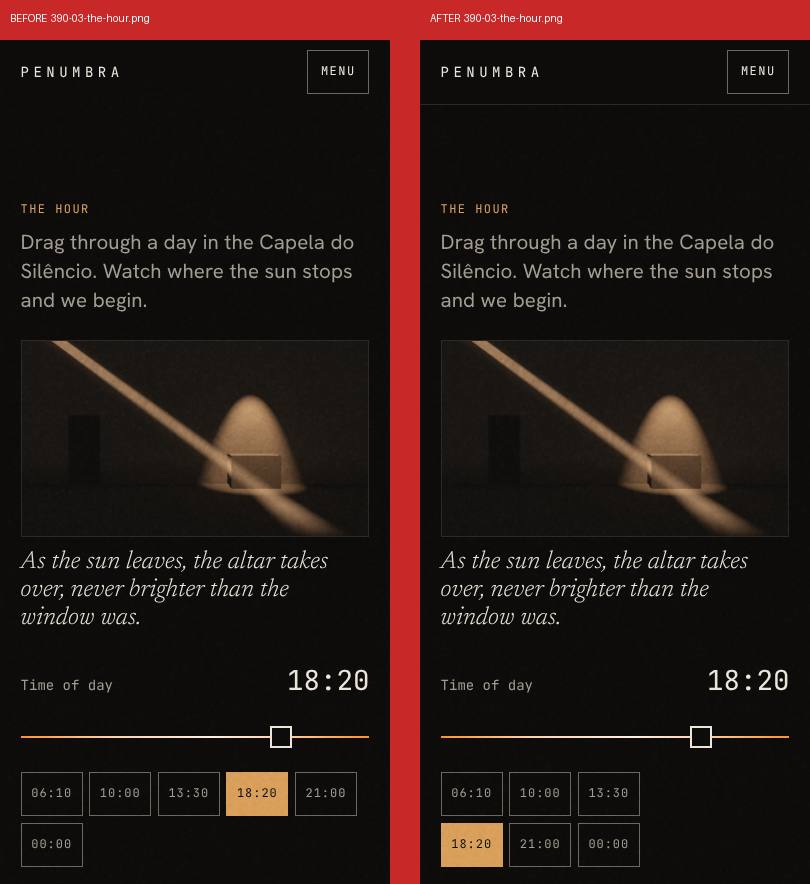 BEFORE 390-03-the-hour.png
PENUMBRA
MENU
THE HOUR
Drag through a day in the Capela do
Silêncio. Watch where the sun stops
and we begin.
As the sun leaves, the altar takes
over, never brighter than the
window was.
Time of day
18:20
06:10 10:00 13:30 18:20 21:00
00:00
AFTER 390-03-the-hour.png
PENUMBRA
MENU
THE HOUR
Drag through a day in the Capela do
Silêncio. Watch where the sun stops
and we begin.
As the sun leaves, the altar takes
over, never brighter than the
window was.
Time of day
18:20
06:10 10:00 13:30
18:20 21:00 00:00